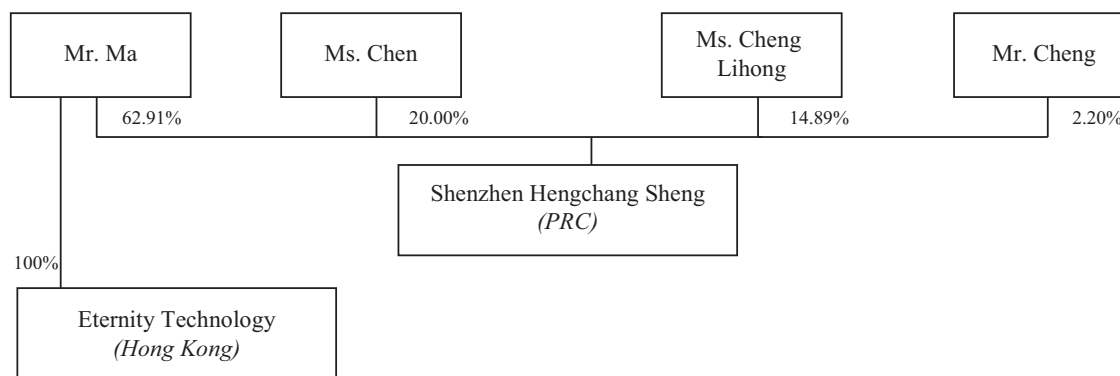 Mr. Ma
Ms. Chen
Ms. Cheng
Lihong
Mr. Cheng
62.91%
20.00%
14.89%
2.20%
Shenzhen Hengchang Sheng
(PRC)
100%
Eternity Technology
(Hong Kong)